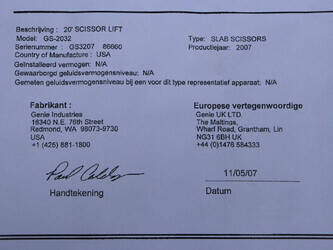 Beschrijving : 20' SCISSOR LIFT
Model: GS-2032 Type: SLAB SCISSORS
Serienummer : GS3207 86660 Productiejaar: 2007
Country of Manufacture : USA
Geïnstalleerd vermogen: N/A
Gewaarborgd geluidsvermogensniveau: N/A
Gemeten geluidsvermogensniveau bij een voor dit type representatief apparaat: N/A
Fabrikant :
Genie Industries
18340 N.E. 76th Street
Redmond, WA 98073-9730
USA
+1 (425) 881-1800
Europese vertegenwoordige
Genie UK LTD.
The Maltings,
Wharf Road, Grantham, Lin
NG31 6BH UK
+44 (0)1476 584333
Handtekening
11/05/07
Datum